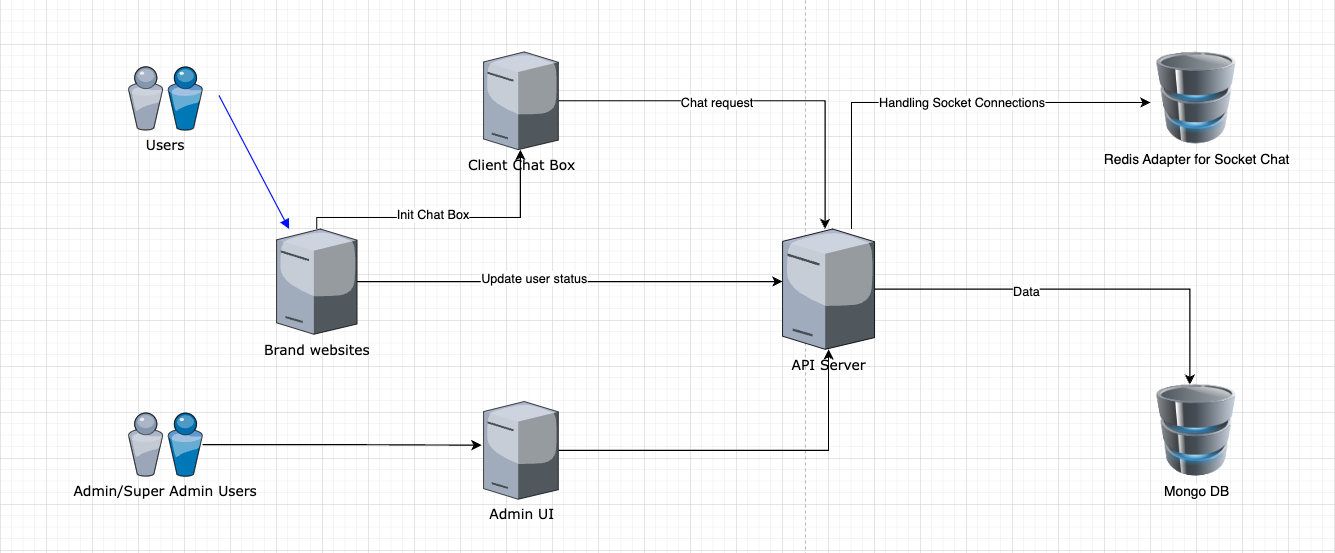 Users
Client Chat Box
Chat request
Handling Socket Connections
Redis Adapter for Socket Chat
Init Chat Box
Brand websites
Update user status
API Server
Data
Admin/Super Admin Users
Admin UI
Mongo DB